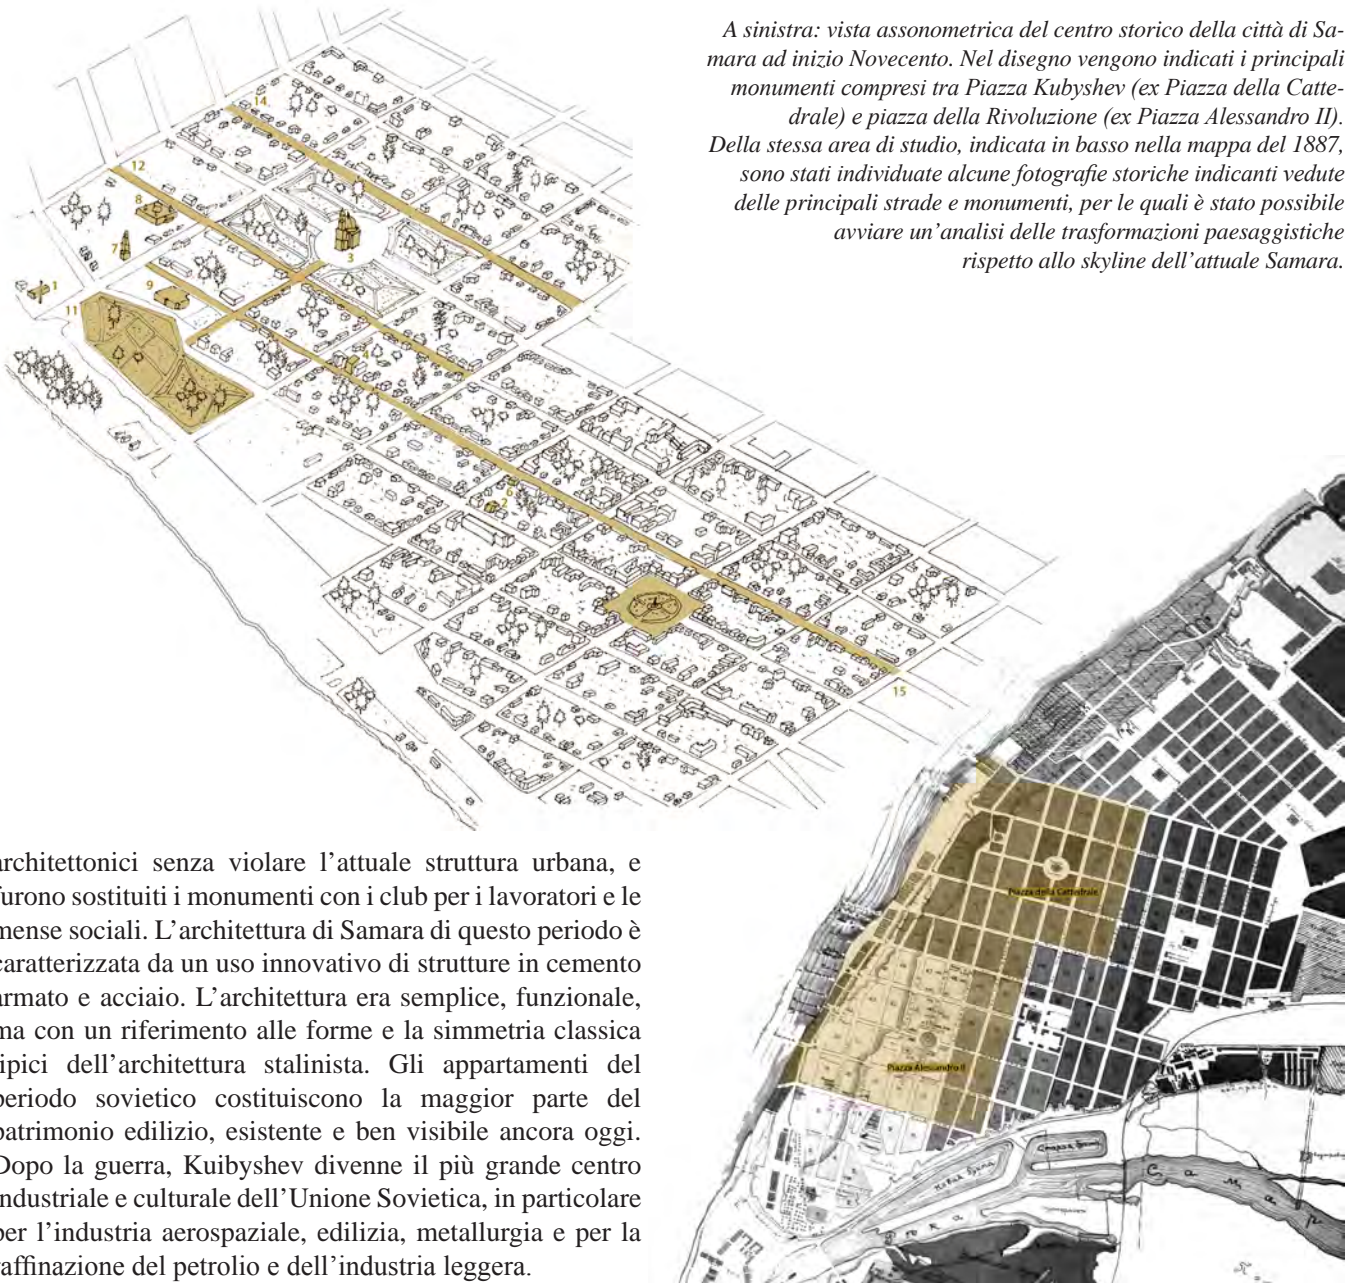 A sinistra: vista assonometrica del centro storico della città di Sa-
mara ad inizio Novecento. Nel disegno vengono indicati i principali
monumenti compresi tra Piazza Kubyshev (ex Piazza della Catte-
drale) e piazza della Rivoluzione (ex Piazza Alessandro II).
Della stessa area di studio, indicata in basso nella mappa del 1887,
sono stati individuate alcune fotografie storiche indicanti vedute
delle principali strade e monumenti, per le quali è stato possibile
avviare un'analisi delle trasformazioni paesaggistiche
rispetto allo skyline dell'attuale Samara.
14
12
8
7
3
1
9
11
4
6
2
15
Piazza della Cattedrale
Piazza Alessandro II
architettonici senza violare l'attuale struttura urbana, e
furono sostituiti i monumenti con i club per i lavoratori e le
mense sociali. L'architettura di Samara di questo periodo è
caratterizzata da un uso innovativo di strutture in cemento
armato e acciaio. L'architettura era semplice, funzionale,
ma con un riferimento alle forme e la simmetria classica
tipici dell'architettura stalinista. Gli appartamenti del
periodo sovietico costituiscono la maggior parte del
patrimonio edilizio, esistente e ben visibile ancora oggi.
Dopo la guerra, Kuibyshev divenne il più grande centro
industriale e culturale dell'Unione Sovietica, in particolare
per l'industria aerospaziale, edilizia, metallurgia e per la
raffinazione del petrolio e dell'industria leggera.